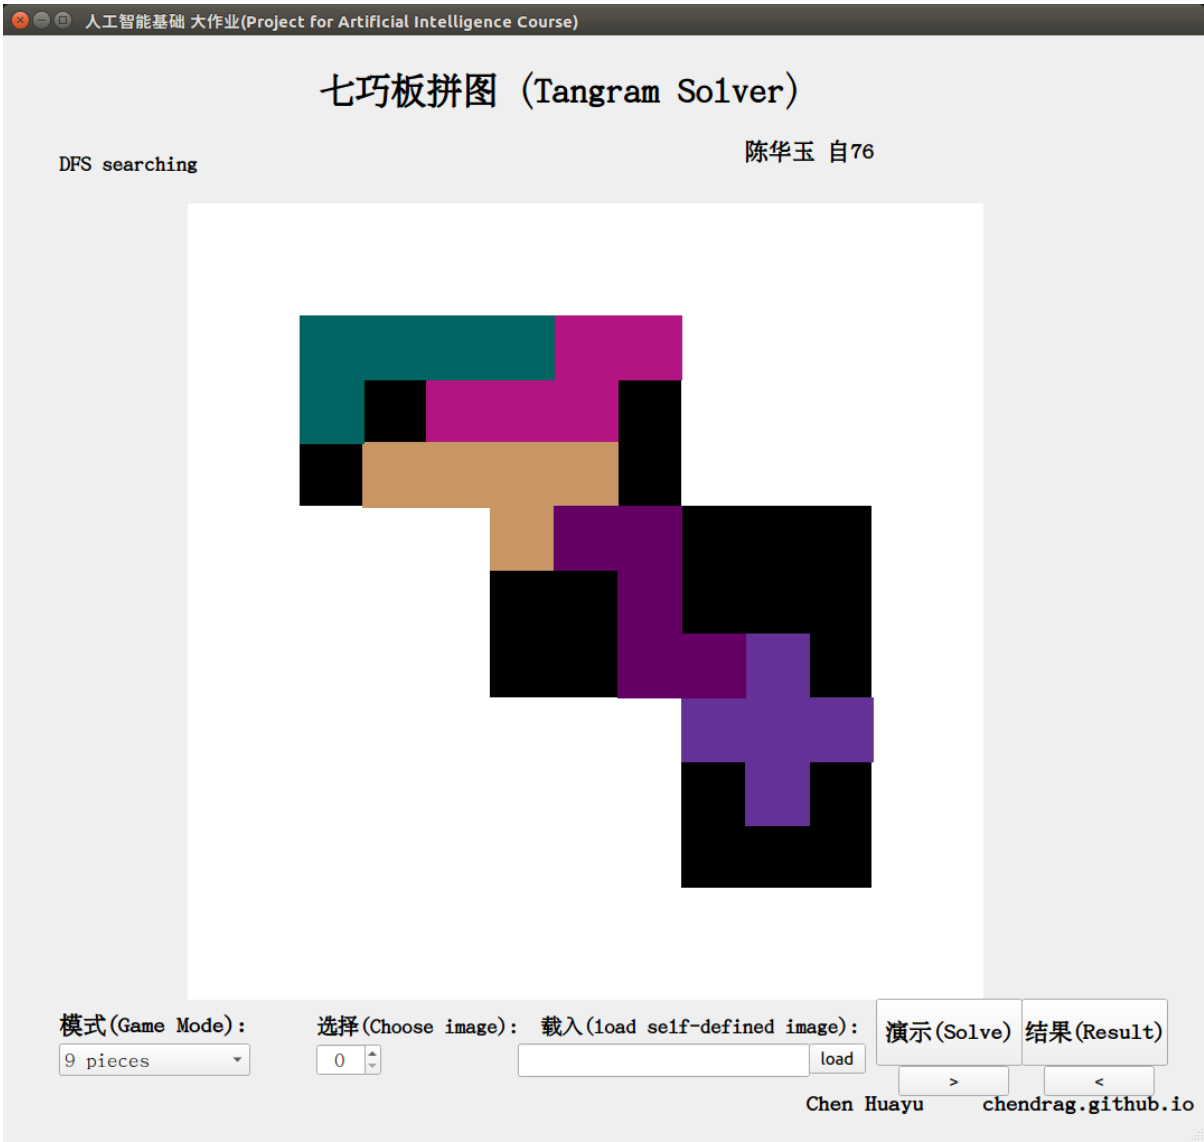 人工智能基础 大作业(Project for Artificial Intelligence Course)
七巧板拼图 (Tangram Solver)
陈华玉 自76
DFS searching
模式(Game Mode):
选择(Choose image):
载入(load self-defined image):
演示(Solve)
结果(Result)
9 pieces
0
load
>
<
Chen Huayu
chendrag.github.io